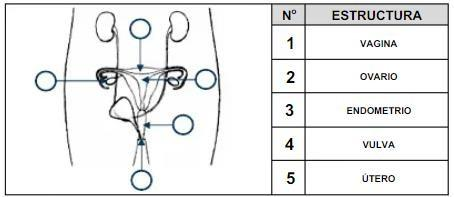 N° ESTRUCTURA
1 VAGINA
2 OVARIO
3 ENDOMETRIO
4 VULVA
5 ÚTERO